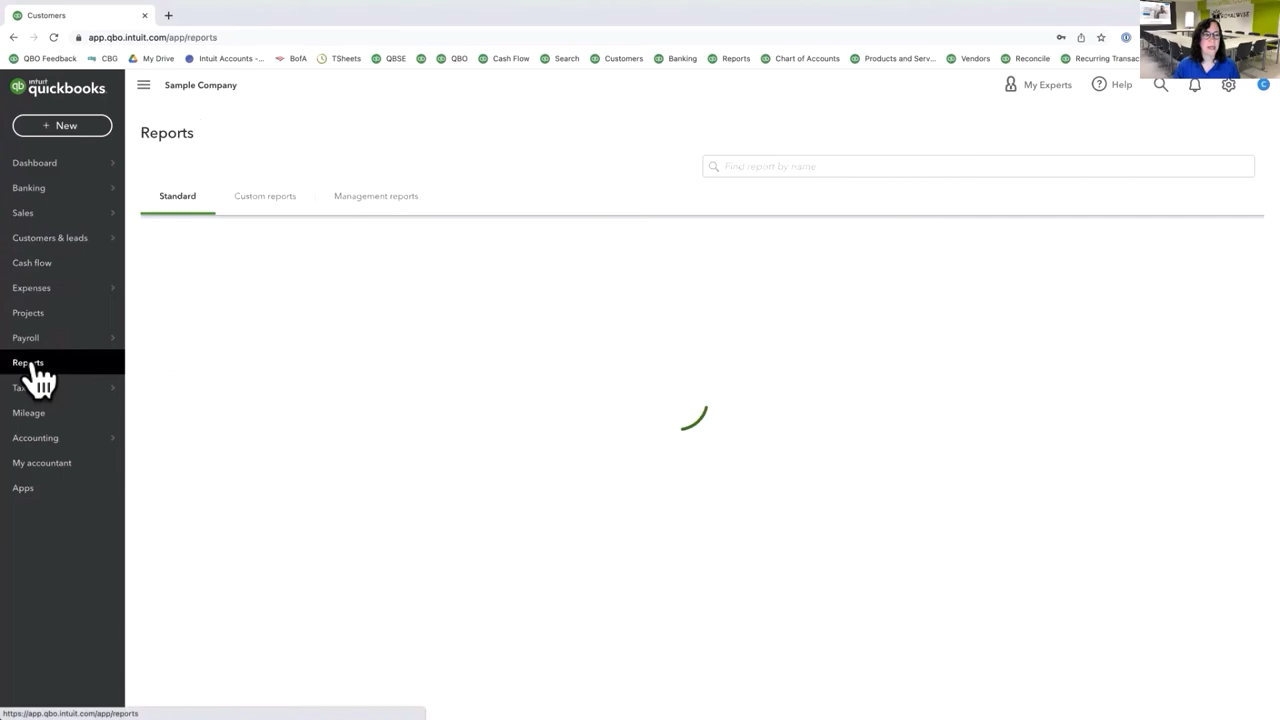 Customers
app.qbo.intuit.com/app/reports
QBO Feedback CBG My Drive Intuit Accounts -... BofA TSheets QBSE QBO Cash Flow Search Customers Banking Reports Chart of Accounts Products and Serv... Vendors Reconcile Recurring Transac
ROYALWISE
intuit
quickbooks
Sample Company
My Experts
Help
C
+ New
Reports
Find report by name
Standard
Custom reports
Management reports
Dashboard
Banking
Sales
Customers & leads
Cash flow
Expenses
Projects
Payroll
Reports
Mileage
Accounting
My accountant
Apps
https://app.qbo.intuit.com/app/reports